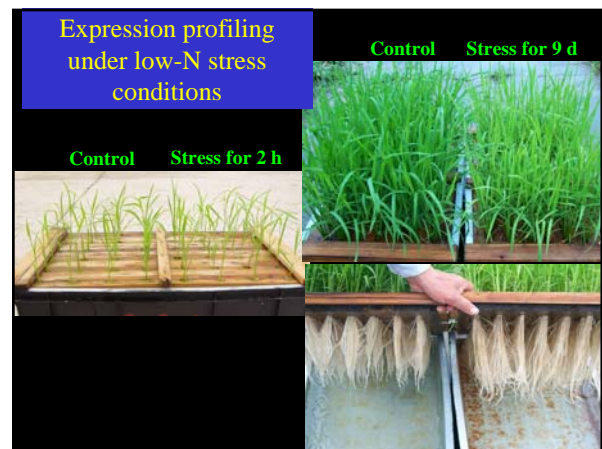 Expression profiling
under low-N stress
conditions
Control Stress for 2 h
Control Stress for 9 d